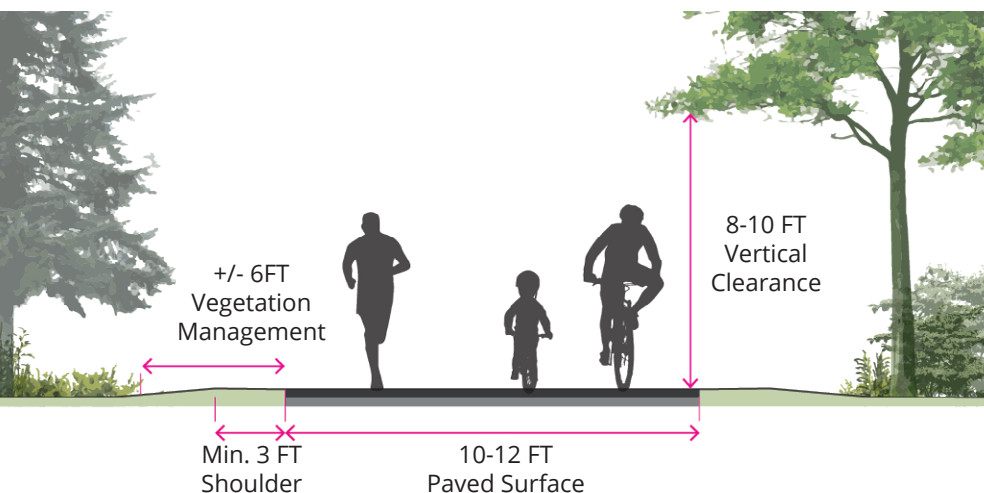 8-10 FT
Vertical
Clearance
+/- 6FT
Vegetation
Management
Min. 3 FT
Shoulder
10-12 FT
Paved Surface